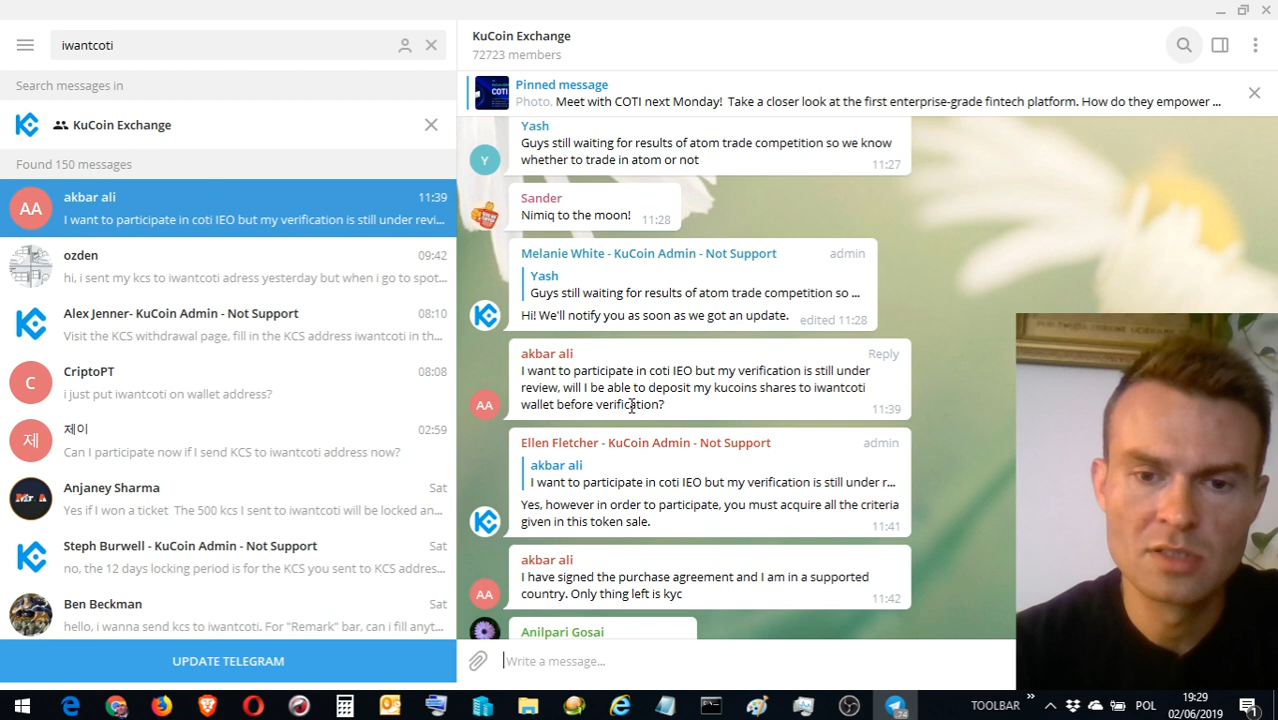 iwantcoti
Search messages in
KuCoin Exchange
Found 150 messages
AA
akbar ali
11:39
I want to participate in coti IEO but my verification is still under revi...
ozden
09:42
hi, i sent my kcs to iwantcoti adress yesterday but when i go to spot...
Alex Jenner- KuCoin Admin - Not Support
08:10
Visit the KCS withdrawal page, fill in the KCS address iwantcoti in th...
C
CriptoPT
08:08
i just put iwantcoti on wallet address?
제
제이
02:59
Can I participate now if I send KCS to iwantcoti address now?
Anjaney Sharma
Sat
Yes if I won a ticket The 500 kcs I sent to iwantcoti will be locked an...
Steph Burwell - KuCoin Admin - Not Support
Sat
no, the 12 days locking period is for the KCS you sent to KCS addres...
Ben Beckman
Sat
hello, i wanna send kcs to iwantcoti. For "Remark" bar, can i fill anyt...
UPDATE TELEGRAM
KuCoin Exchange
72723 members
Pinned message
Photo. Meet with COTI next Monday! Take a closer look at the first enterprise-grade fintech platform. How do they empower ...
Y
Yash
Guys still waiting for results of atom trade competition so we know
whether to trade in atom or not
11:27
Sander
Nimiq to the moon!
11:28
Melanie White - KuCoin Admin - Not Support
admin
Yash
Guys still waiting for results of atom trade competition so ...
Hi! We'll notify you as soon as we got an update.
edited 11:28
AA
akbar ali
Reply
I want to participate in coti IEO but my verification is still under
review, will I be able to deposit my kucoins shares to iwantcoti
wallet before verification?
11:39
Ellen Fletcher - KuCoin Admin - Not Support
admin
akbar ali
I want to participate in coti IEO but my verification is still under r...
Yes, however in order to participate, you must acquire all the criteria
given in this token sale.
11:41
AA
akbar ali
I have signed the purchase agreement and I am in a supported
country. Only thing left is kyc
11:42
Anilpari Gosai
Write a message...
TOOLBAR
POL
19:29
02/06/2019